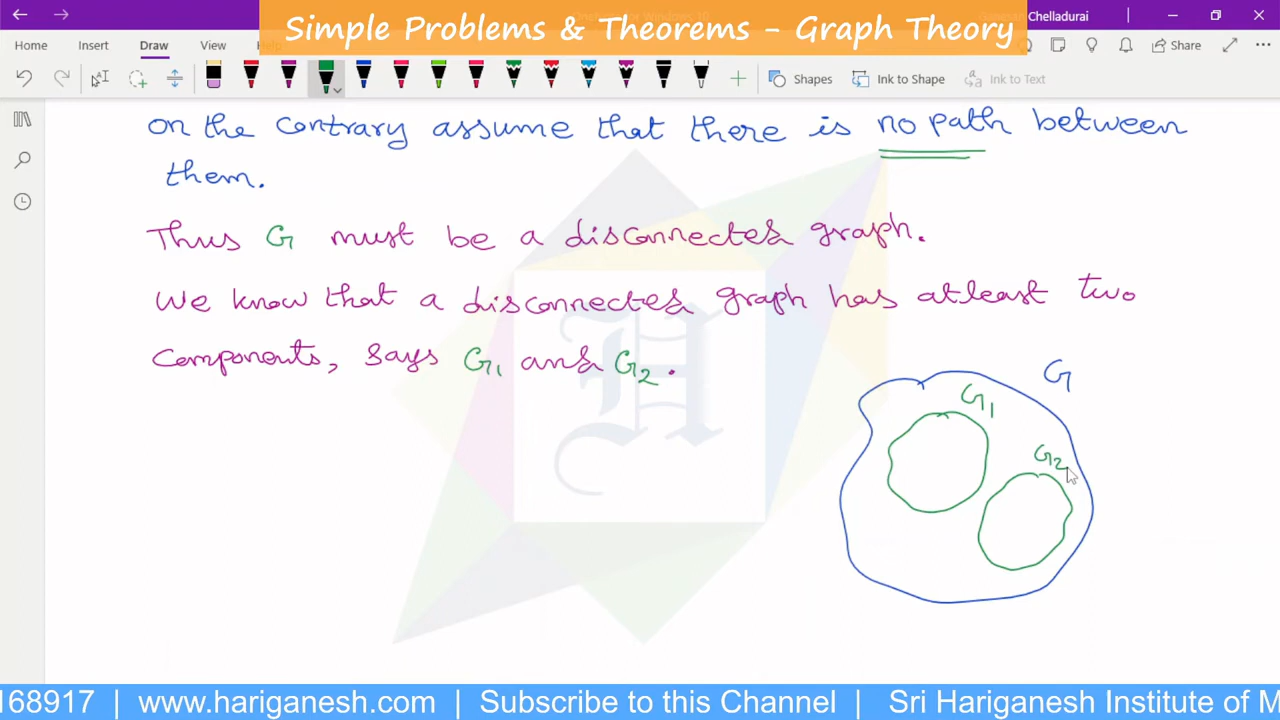 Simple Problems & Theorems - Graph Theory
Chelladurai
Home Insert Draw View
Share
Shapes Ink to Shape Ink to Text
on the contrary assume that there is no path between
them.
Thus G must be a disconnected graph.
We know that a disconnected graph has atleast two
components, says G1 and G2.
G
G1
G2
H
168917 | www.hariganesh.com | Subscribe to this Channel | Sri Hariganesh Institute of M